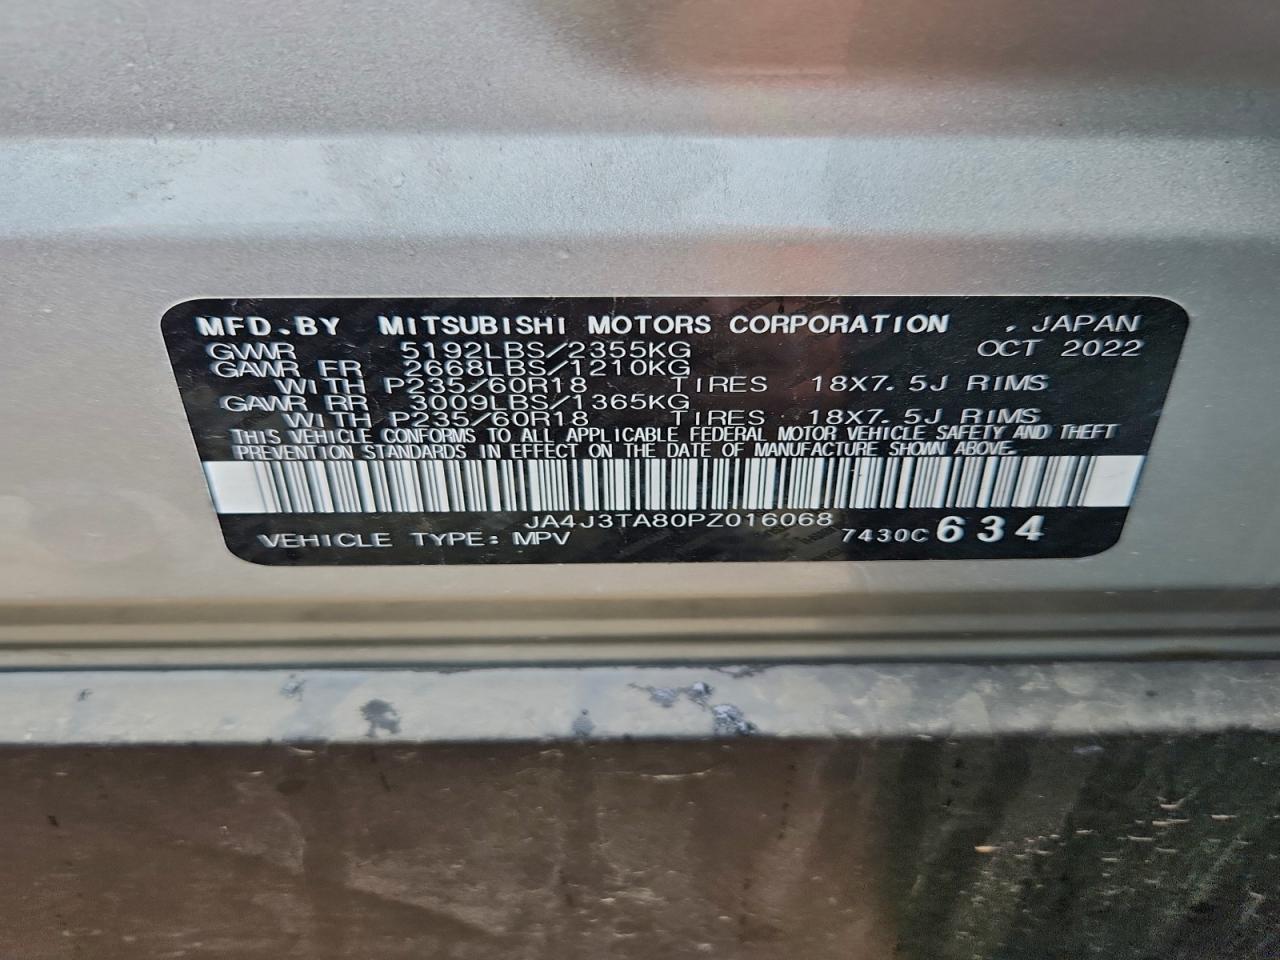 MFD.BY MITSUBISHI MOTORS CORPORATION . JAPAN
GVWR 5192LBS/2355KG OCT 2022
GAWR FR 2668LBS/1210KG
WITH P235/60R18 TIRES 18X7.5J RIMS
GAWR RR 3009LBS/1365KG
WITH P235/60R18 TIRES 18X7.5J RIMS
THIS VEHICLE CONFORMS TO ALL APPLICABLE FEDERAL MOTOR VEHICLE SAFETY AND THEFT
PREVENTION STANDARDS IN EFFECT ON THE DATE OF MANUFACTURE SHOWN ABOVE.
JA4J3TA80PZ016068
VEHICLE TYPE: MPV 7430C 634